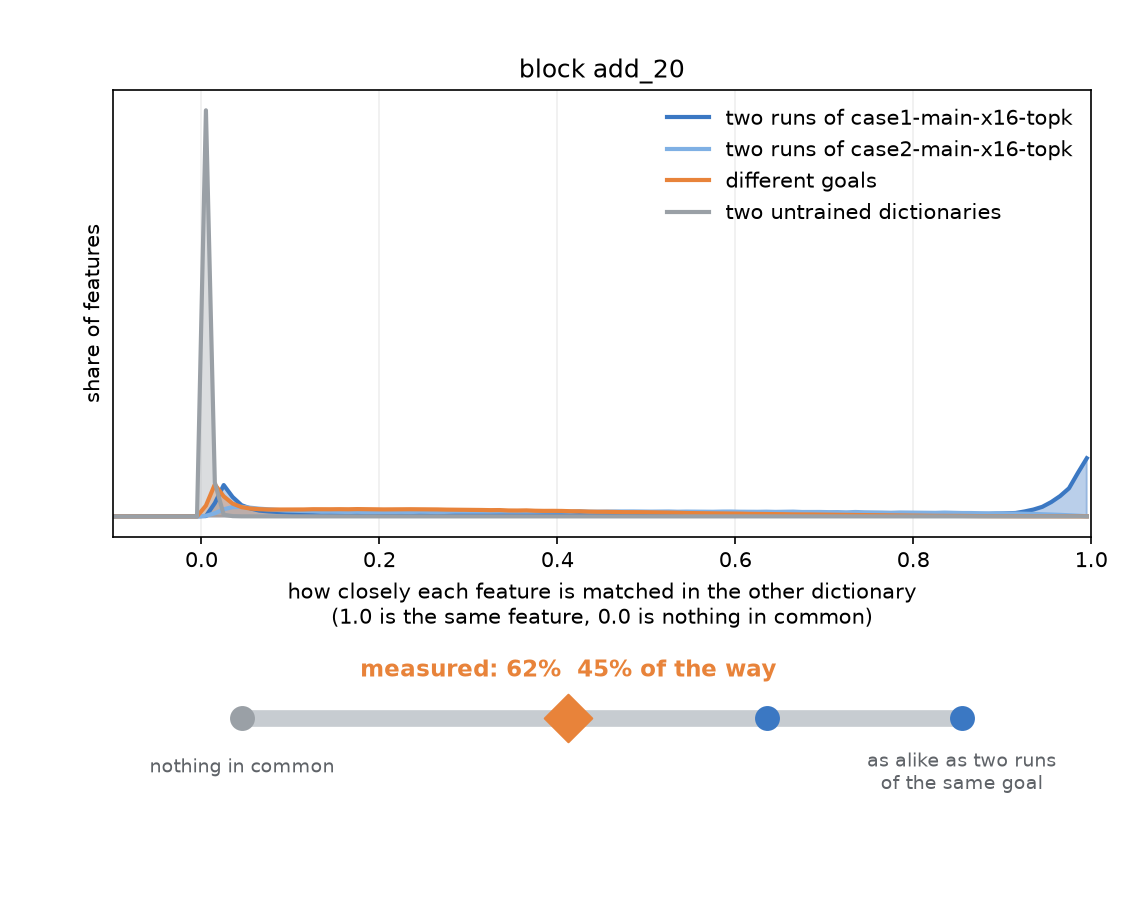 block add_20
two runs of case1-main-x16-topk
two runs of case2-main-x16-topk
different goals
two untrained dictionaries
share of features
0.0 0.2 0.4 0.6 0.8 1.0
how closely each feature is matched in the other dictionary
(1.0 is the same feature, 0.0 is nothing in common)
measured: 62% 45% of the way
nothing in common
as alike as two runs
of the same goal